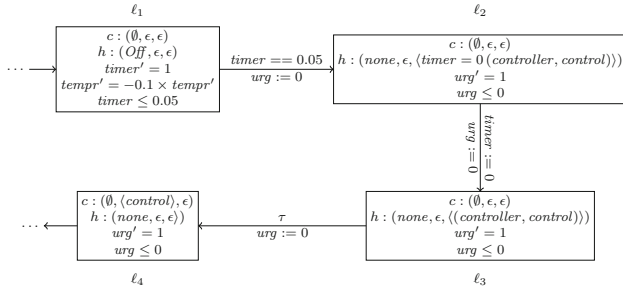 ℓ1
c : (∅, ϵ, ϵ)
h : (Off, ϵ, ϵ)
timer′ = 1
tempr′ = −0.1 × tempr′
timer ≤ 0.05
···
timer == 0.05
urg := 0
ℓ2
c : (∅, ϵ, ϵ)
h : (none, ϵ, ⟨timer = 0 (controller, control)⟩)
urg′ = 1
urg ≤ 0
timer := 0
urg := 0
c : (∅, ϵ, ϵ)
h : (none, ϵ, ⟨(controller, control)⟩)
urg′ = 1
urg ≤ 0
ℓ3
τ
urg := 0
c : (∅, ⟨control⟩, ϵ)
h : (none, ϵ, ϵ⟩)
urg′ = 1
urg ≤ 0
ℓ4
···